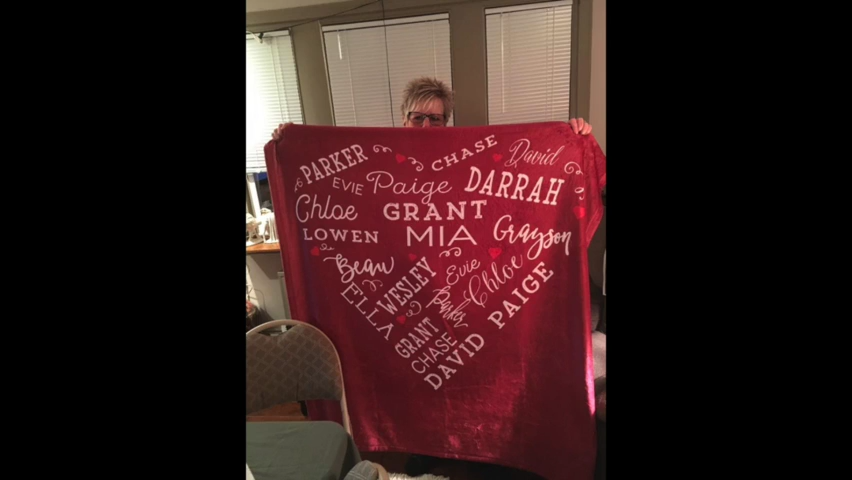 PARKER CHASE David
EVIE Paige DARRAH
Chloe GRANT
LOWEN MIA Grayson
Beau WESLEY Evie Chloe
ELLA Parker PAIGE
GRANT
CHASE
DAVID